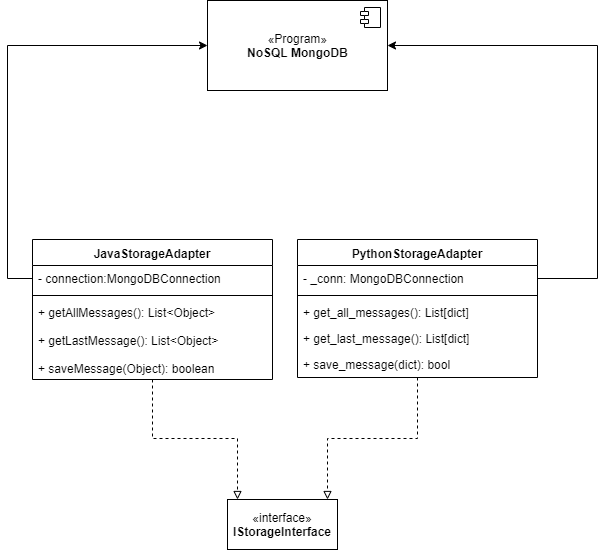 «Program»
NoSQL MongoDB
JavaStorageAdapter
- connection:MongoDBConnection
+ getAllMessages(): List<Object>
+ getLastMessage(): List<Object>
+ saveMessage(Object): boolean
PythonStorageAdapter
- _conn: MongoDBConnection
+ get_all_messages(): List[dict]
+ get_last_message(): List[dict]
+ save_message(dict): bool
«interface»
IStorageInterface